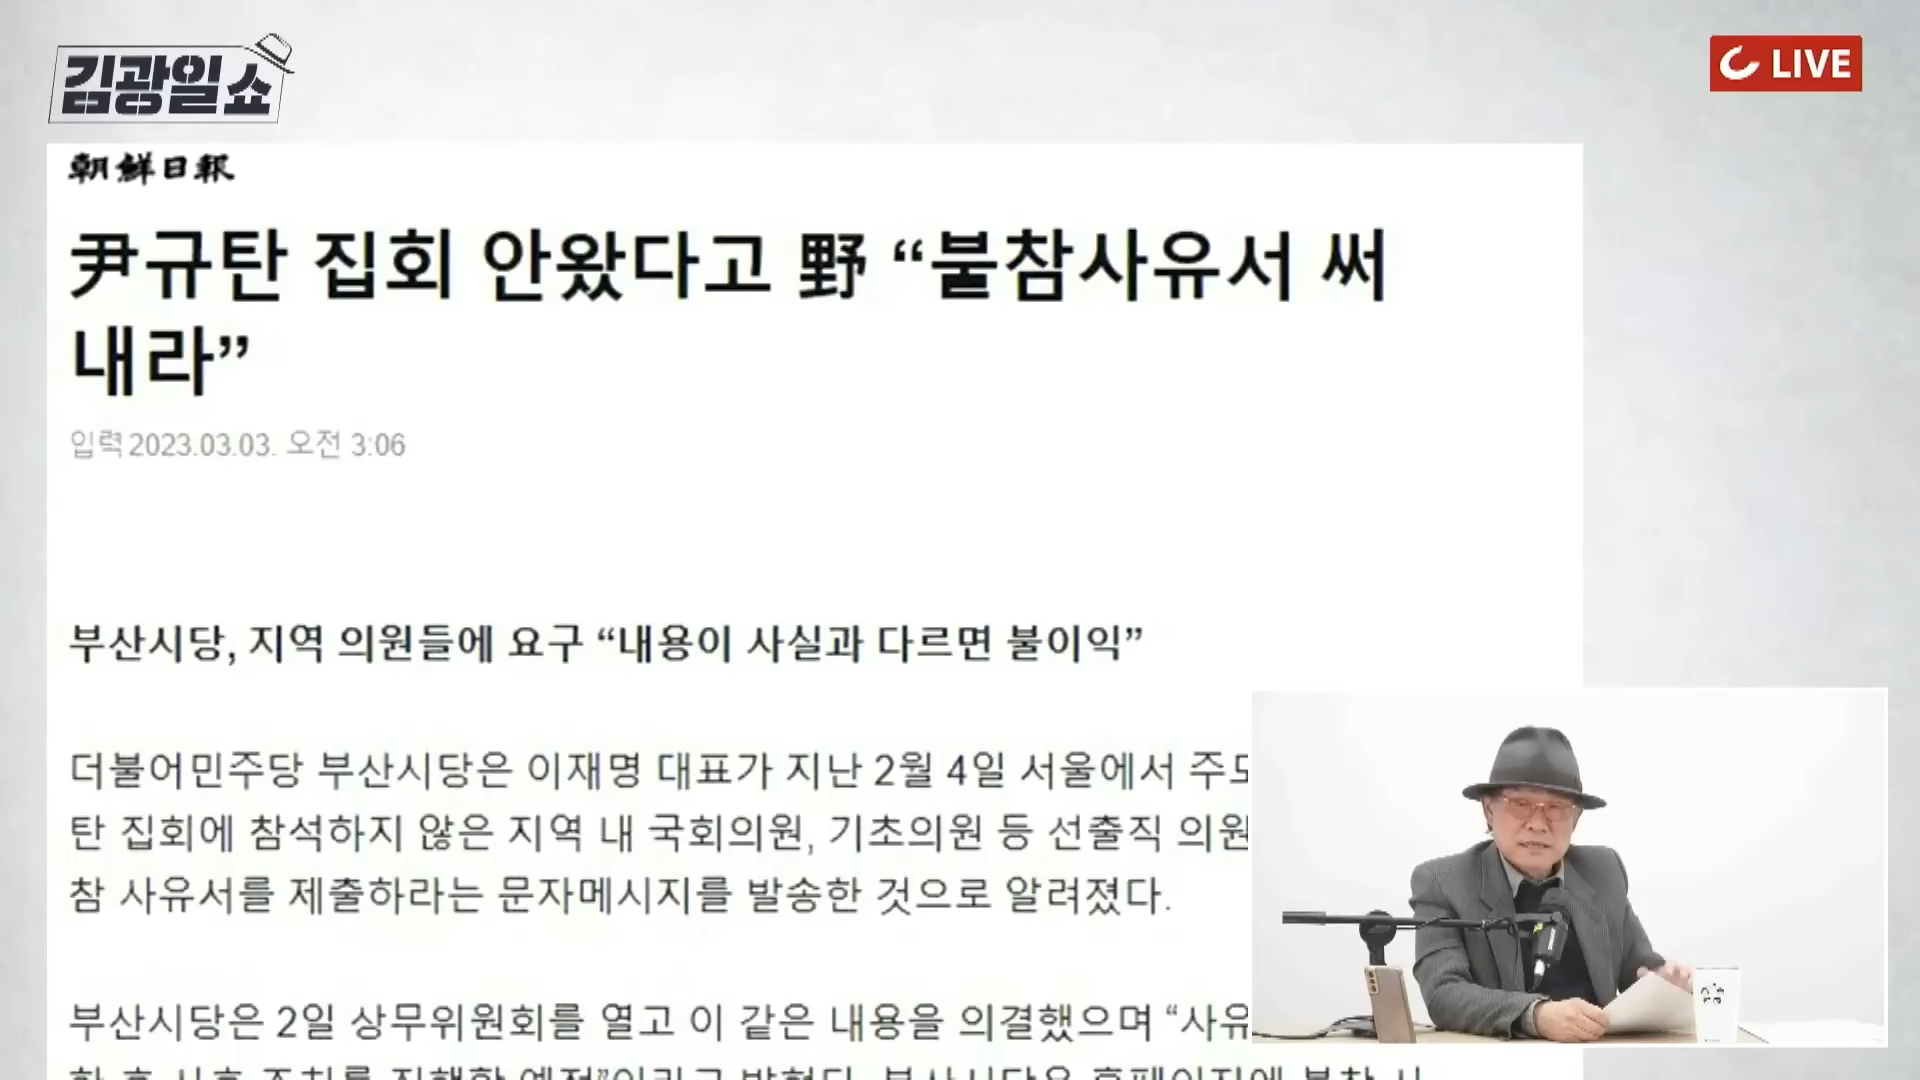 김광일쇼
LIVE
朝鮮日報
尹규탄 집회 안왔다고 野 “불참사유서 써
내라”
입력 2023.03.03. 오전 3:06
부산시당, 지역 의원들에 요구 “내용이 사실과 다르면 불이익”
더불어민주당 부산시당은 이재명 대표가 지난 2월 4일 서울에서
탄 집회에 참석하지 않은 지역 내 국회의원, 기초의원 등 선출직 의원
참 사유서를 제출하라는 문자메시지를 발송한 것으로 알려졌다.
부산시당은 2일 상무위원회를 열고 이 같은 내용을 의결했으며 “사유